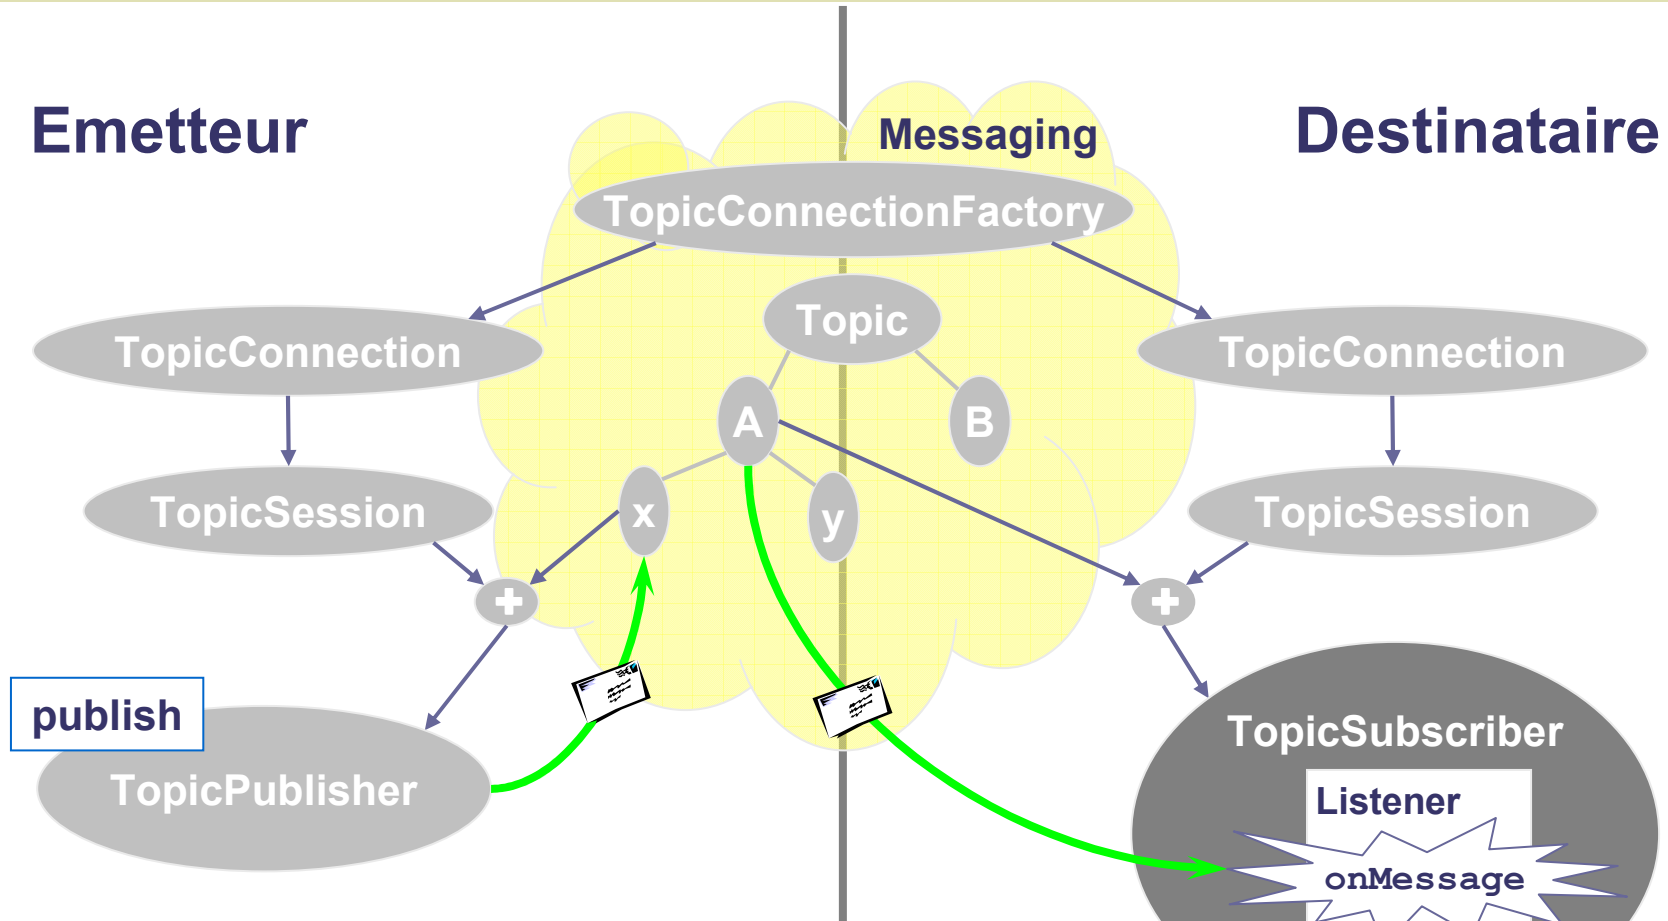 Emetteur
Messaging
Destinataire
TopicConnectionFactory
Topic
TopicConnection
TopicConnection
A
B
TopicSession
x
y
TopicSession
publish
TopicPublisher
TopicSubscriber
Listener
onMessage